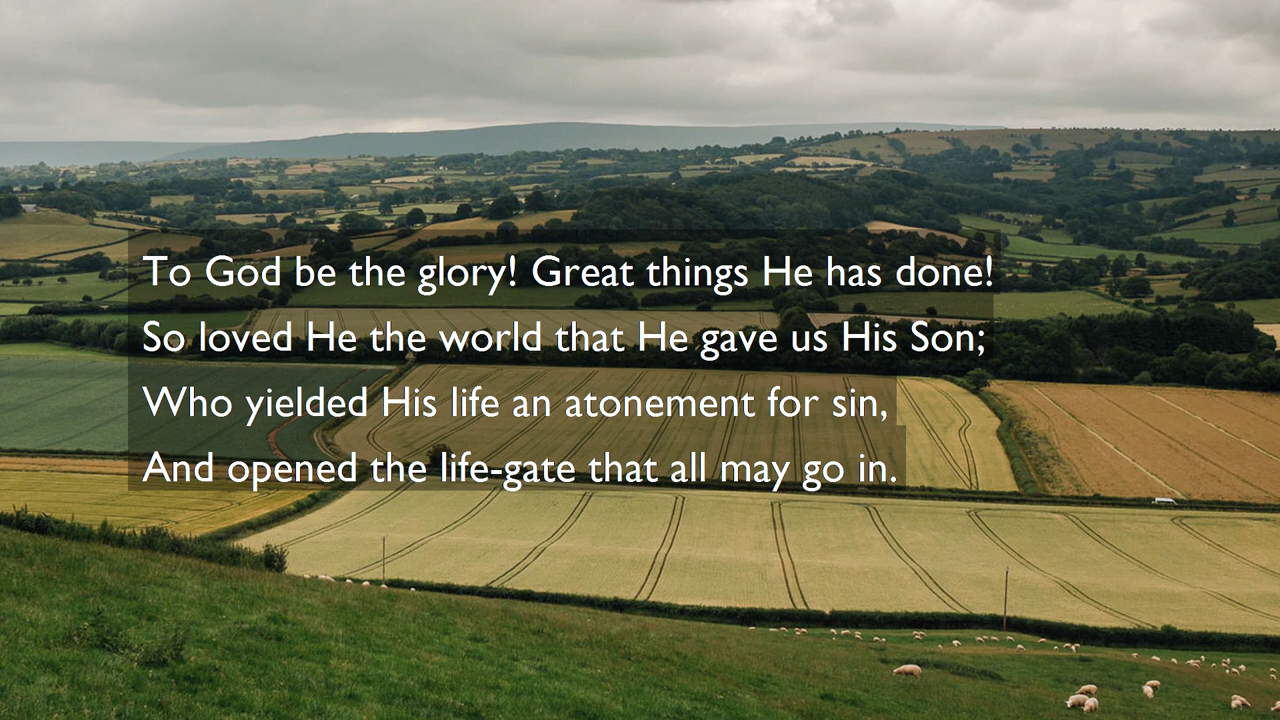 To God be the glory! Great things He has done!
So loved He the world that He gave us His Son;
Who yielded His life an atonement for sin,
And opened the life-gate that all may go in.